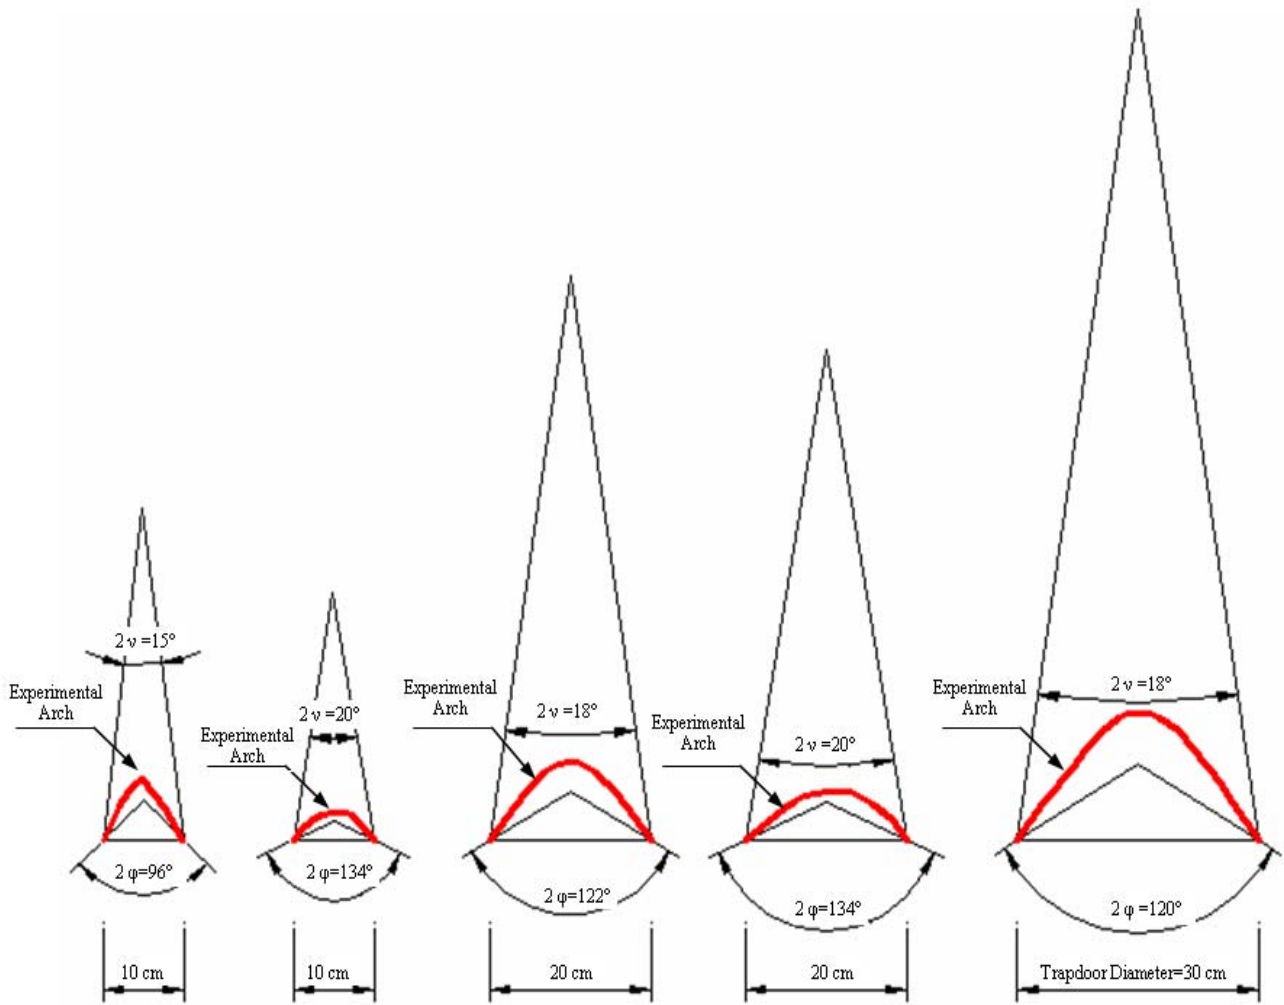 2 ν =15°
Experimental
Arch
2 φ=96°
10 cm
2 ν =20°
Experimental
Arch
2 φ=134°
10 cm
Experimental
Arch
2 ν =18°
2 φ=122°
20 cm
Experimental
Arch
2 ν =20°
2 φ=134°
20 cm
Experimental
Arch
2 ν =18°
2 φ =120°
Trapdoor Diameter=30 cm